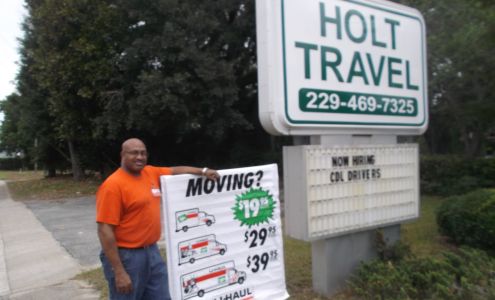 HOLT
TRAVEL
229-469-7325
NOW HIRING
CDL DRIVERS
MOVING?
$19.95
$29.95
$39.95
U-HAUL